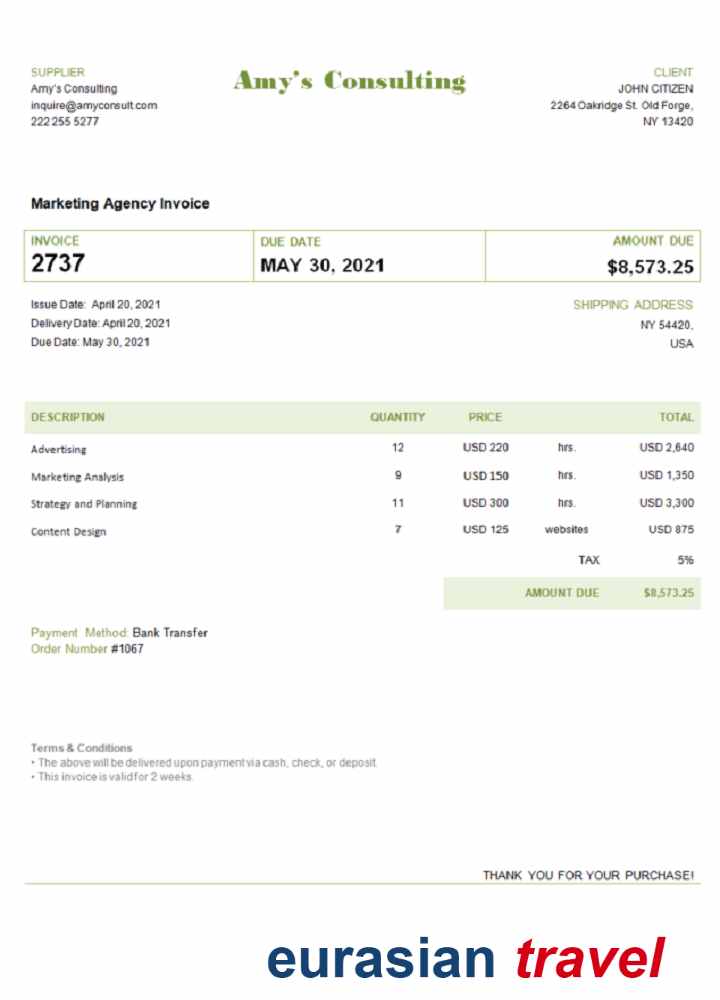 SUPPLIER
Amy's Consulting
inquire@amyconsult.com
222 255 5277
Amy's Consulting
CLIENT
JOHN CITIZEN
2264 Oakridge St. Old Forge,
NY 13420
Marketing Agency Invoice
INVOICE
2737
DUE DATE
MAY 30, 2021
AMOUNT DUE
$8,573.25
Issue Date: April 20, 2021
Delivery Date: April 20, 2021
Due Date: May 30, 2021
SHIPPING ADDRESS
NY 54420,
USA
DESCRIPTION QUANTITY PRICE TOTAL
Advertising 12 USD 220 hrs. USD 2,640
Marketing Analysis 9 USD 150 hrs. USD 1,350
Strategy and Planning 11 USD 300 hrs. USD 3,300
Content Design 7 USD 125 websites USD 875
TAX 5%
AMOUNT DUE $8,573.25
Payment Method: Bank Transfer
Order Number #1067
Terms & Conditions
• The above will be delivered upon payment via cash, check, or deposit.
• This invoice is valid for 2 weeks.
THANK YOU FOR YOUR PURCHASE!
eurasian travel